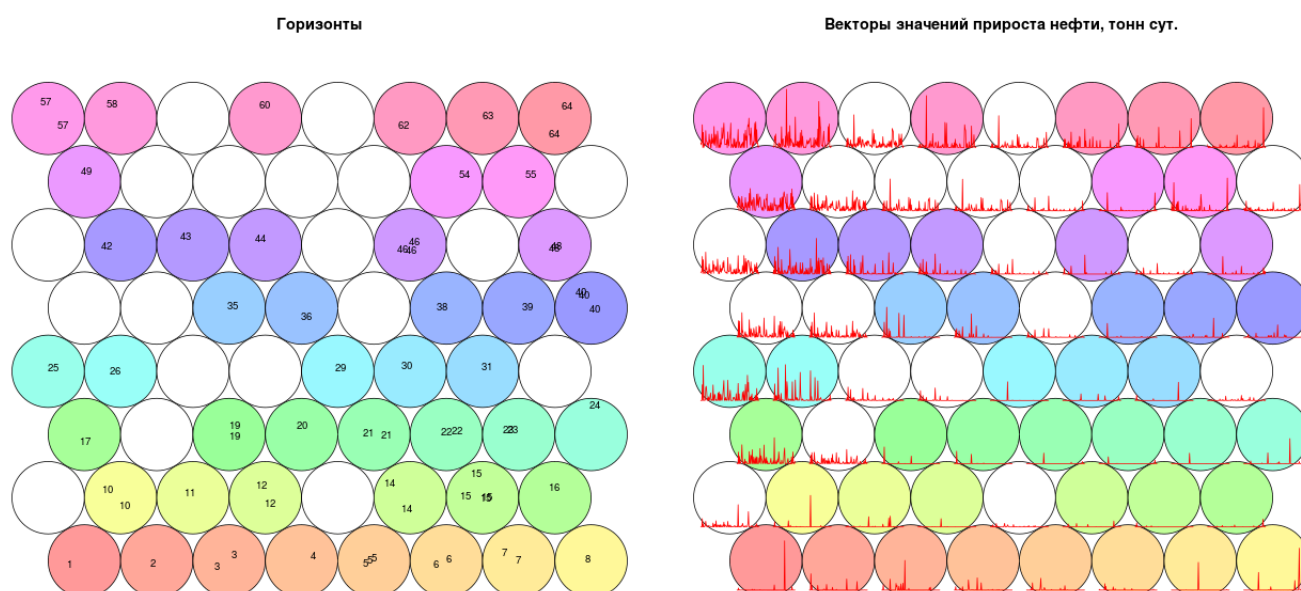 Горизонты
Векторы значений прироста нефти, тонн сут.
57 58 60 62 63 64
57 64
49 54 55
42 43 44 46 46 46 48
35 36 38 39 40 40 40
25 26 29 30 31
17 19 19 20 21 21 22 22 23 23 24
10 10 11 12 12 14 14 15 15 15 16
1 2 3 3 4 5 5 5 6 6 7 7 8